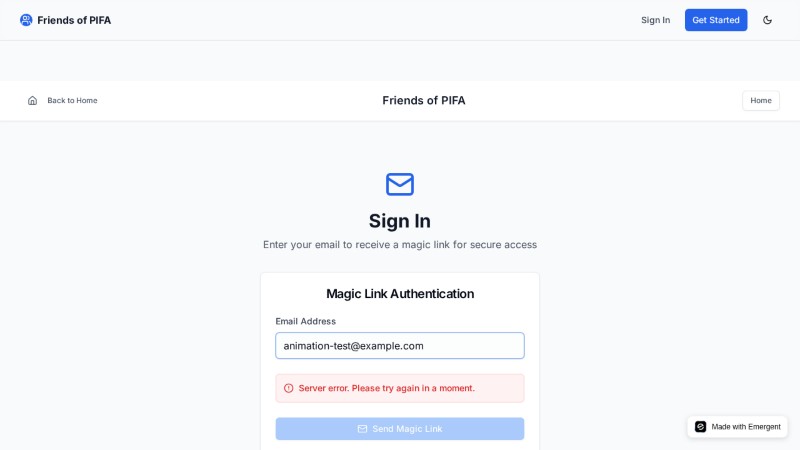 Friends of PIFA
Sign In
Get Started
Back to Home
Friends of PIFA
Home
Sign In
Enter your email to receive a magic link for secure access
Magic Link Authentication
Email Address
animation-test@example.com
Server error. Please try again in a moment.
Send Magic Link
Made with Emergent